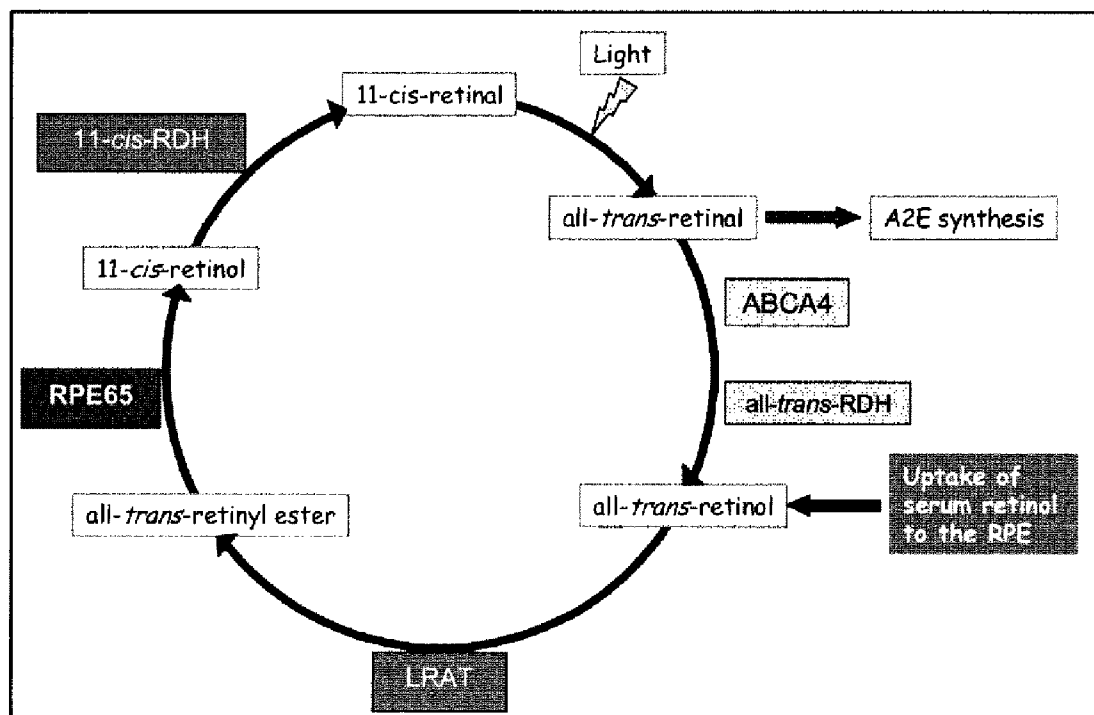 Light
11-cis-retinal
11-cis-RDH
all-trans-retinal
A2E synthesis
11-cis-retinol
ABCA4
RPE65
all-trans-RDH
Uptake of
serum retinol
to the RPE
all-trans-retinyl ester
all-trans-retinol
LRAT